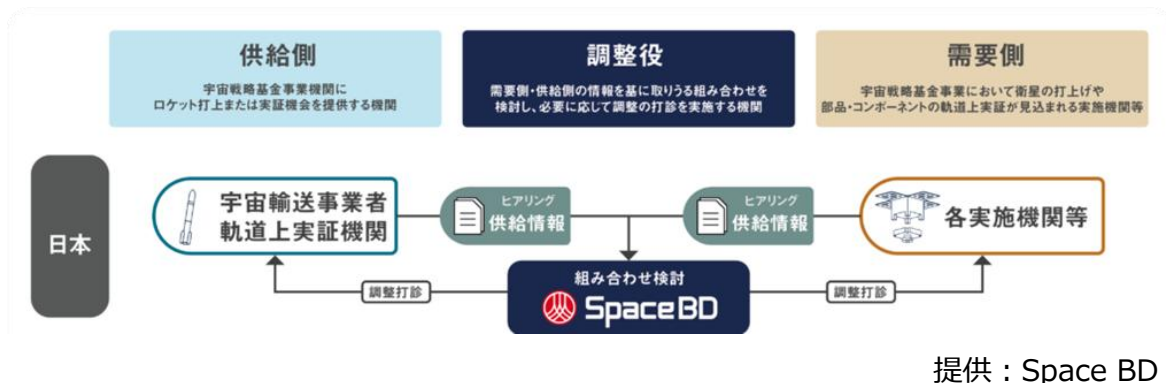 供給側
宇宙戦略基金事業機関に
ロケット打上または実証機会を提供する機関
調整役
需要側・供給側の情報を基に取りうる組み合わせを
検討し、必要に応じて調整の打診を実施する機関
需要側
宇宙戦略基金事業において衛星の打上げや
部品・コンポーネントの軌道上実証が見込まれる実施機関等
日本
宇宙輸送事業者
軌道上実証機関
ヒアリング
供給情報
ヒアリング
供給情報
各実施機関等
調整打診
組み合わせ検討
Space BD
調整打診
提供：Space BD